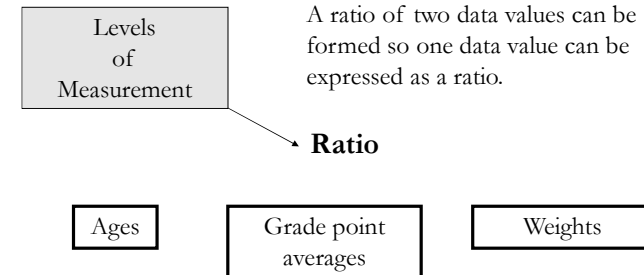 Levels
of
Measurement
A ratio of two data values can be
formed so one data value can be
expressed as a ratio.
Ratio
Ages
Grade point
averages
Weights